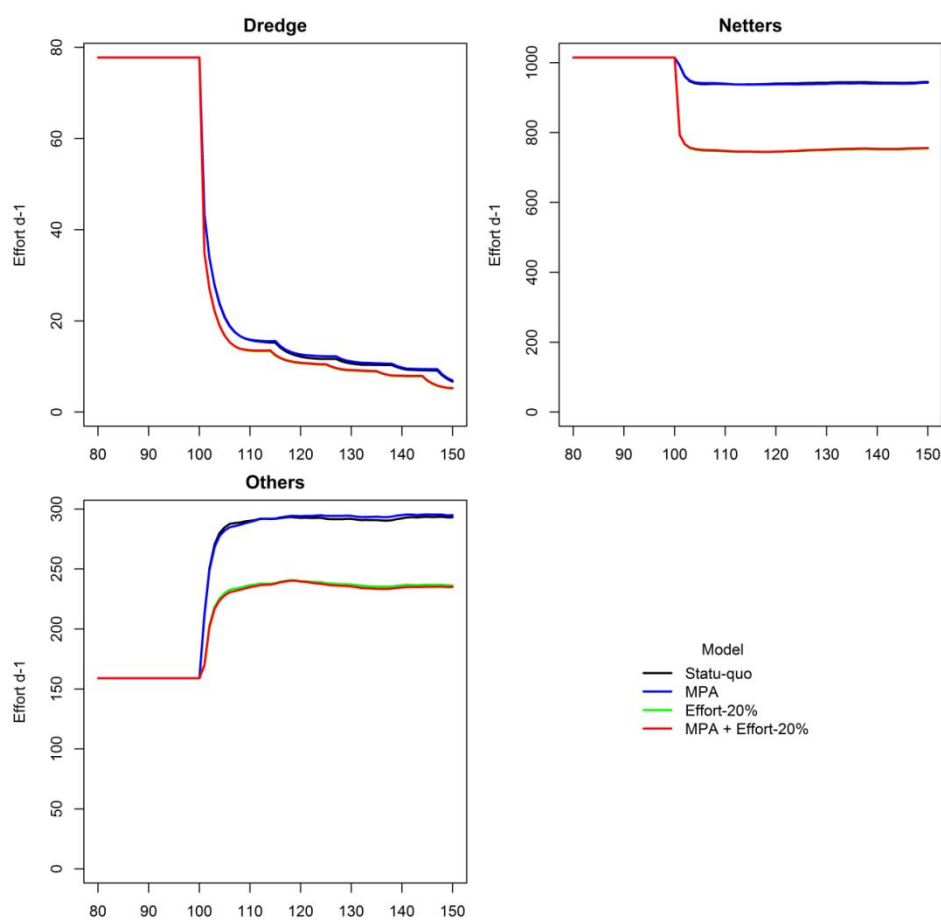 Dredge
Effort d-1
80
60
40
20
0
80 90 100 110 120 130 140 150
Netters
Effort d-1
1000
800
600
400
200
0
80 90 100 110 120 130 140 150
Others
Effort d-1
300
250
200
150
100
50
0
80 90 100 110 120 130 140 150
Model
Statu-quo
MPA
Effort-20%
MPA + Effort-20%